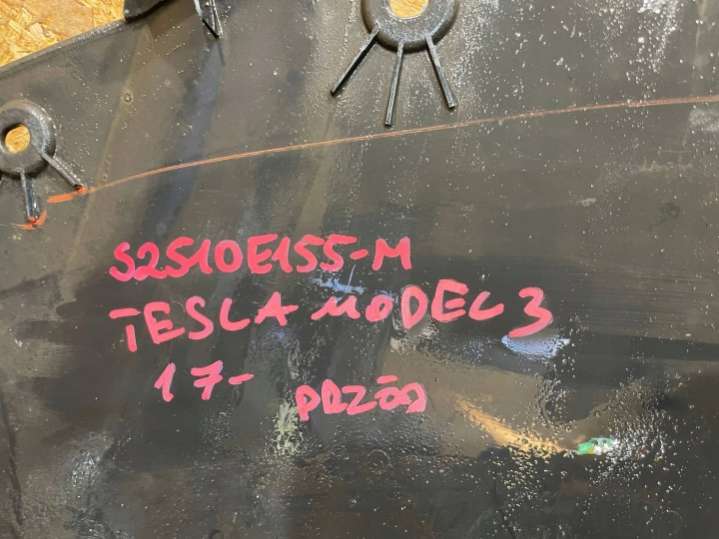 S2510E155-M
TESLA MODEL 3
17- PRZÓD